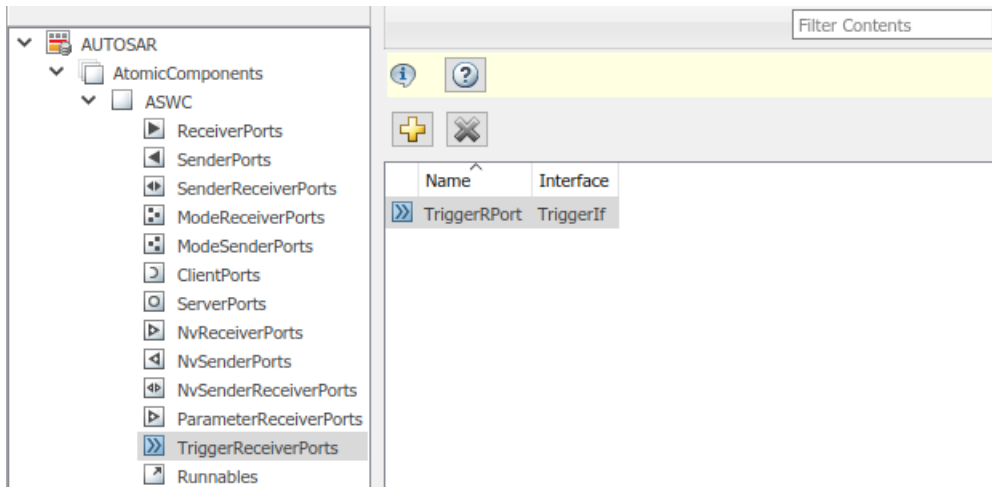 Filter Contents
AUTOSAR
AtomicComponents
ASWC
ReceiverPorts
SenderPorts
SenderReceiverPorts
ModeReceiverPorts
ModeSenderPorts
ClientPorts
ServerPorts
NvReceiverPorts
NvSenderPorts
NvSenderReceiverPorts
ParameterReceiverPorts
TriggerReceiverPorts
Runnables
Name Interface
TriggerRPort TriggerIf